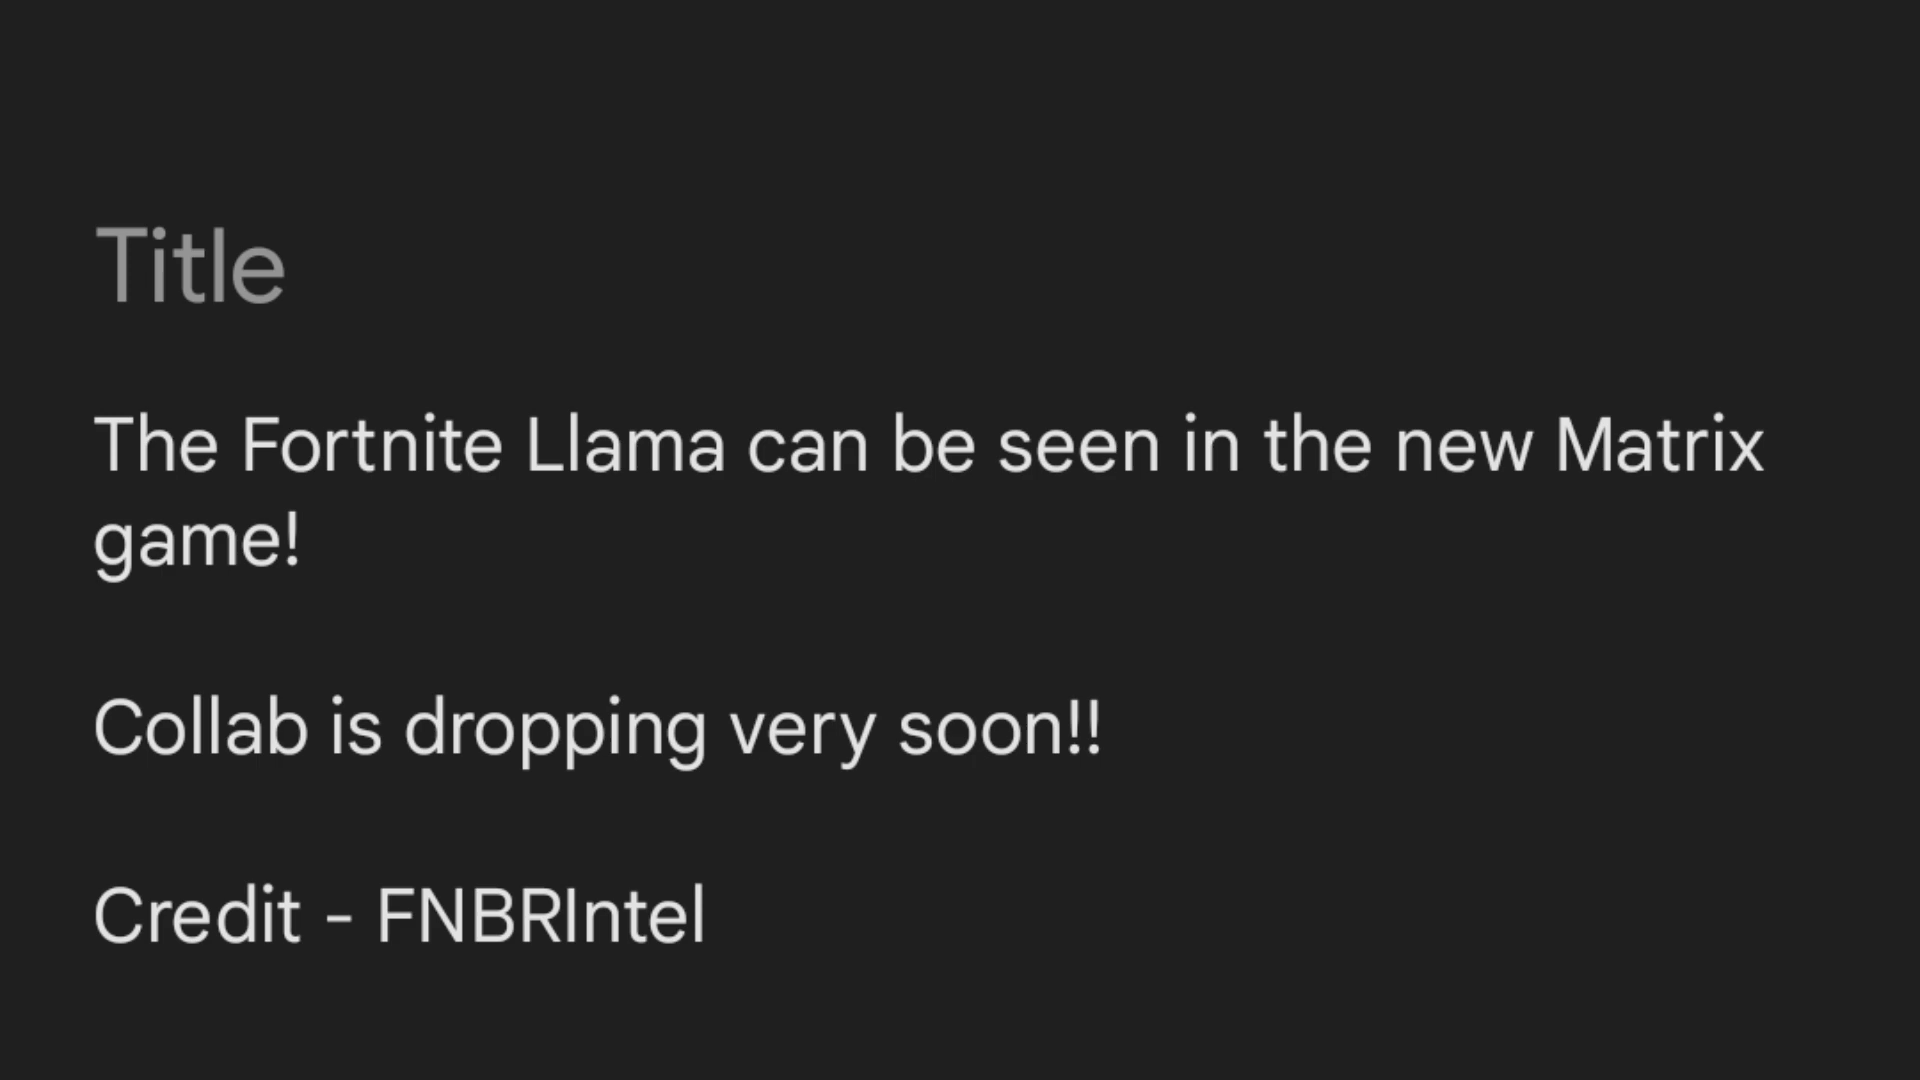 Title
The Fortnite Llama can be seen in the new Matrix
game!
Collab is dropping very soon!!
Credit - FNBRIntel